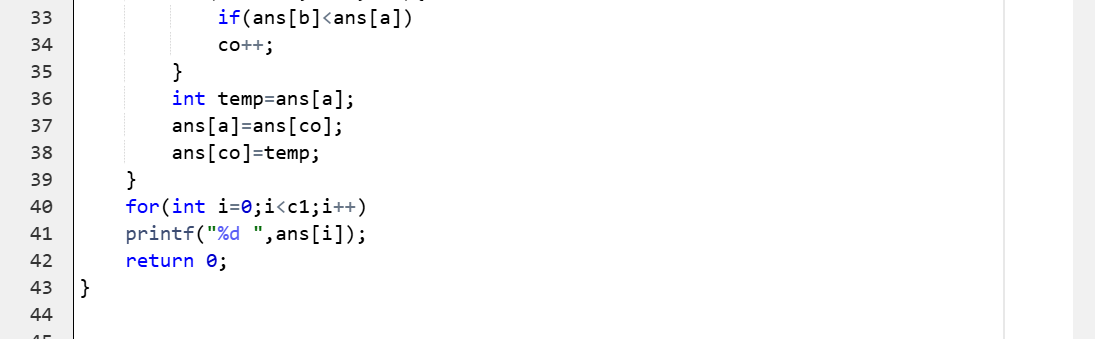 33 if(ans[b]<ans[a])
34 co++;
35 }
36 int temp=ans[a];
37 ans[a]=ans[co];
38 ans[co]=temp;
39 }
40 for(int i=0;i<c1;i++)
41 printf("%d ",ans[i]);
42 return 0;
43 }
44